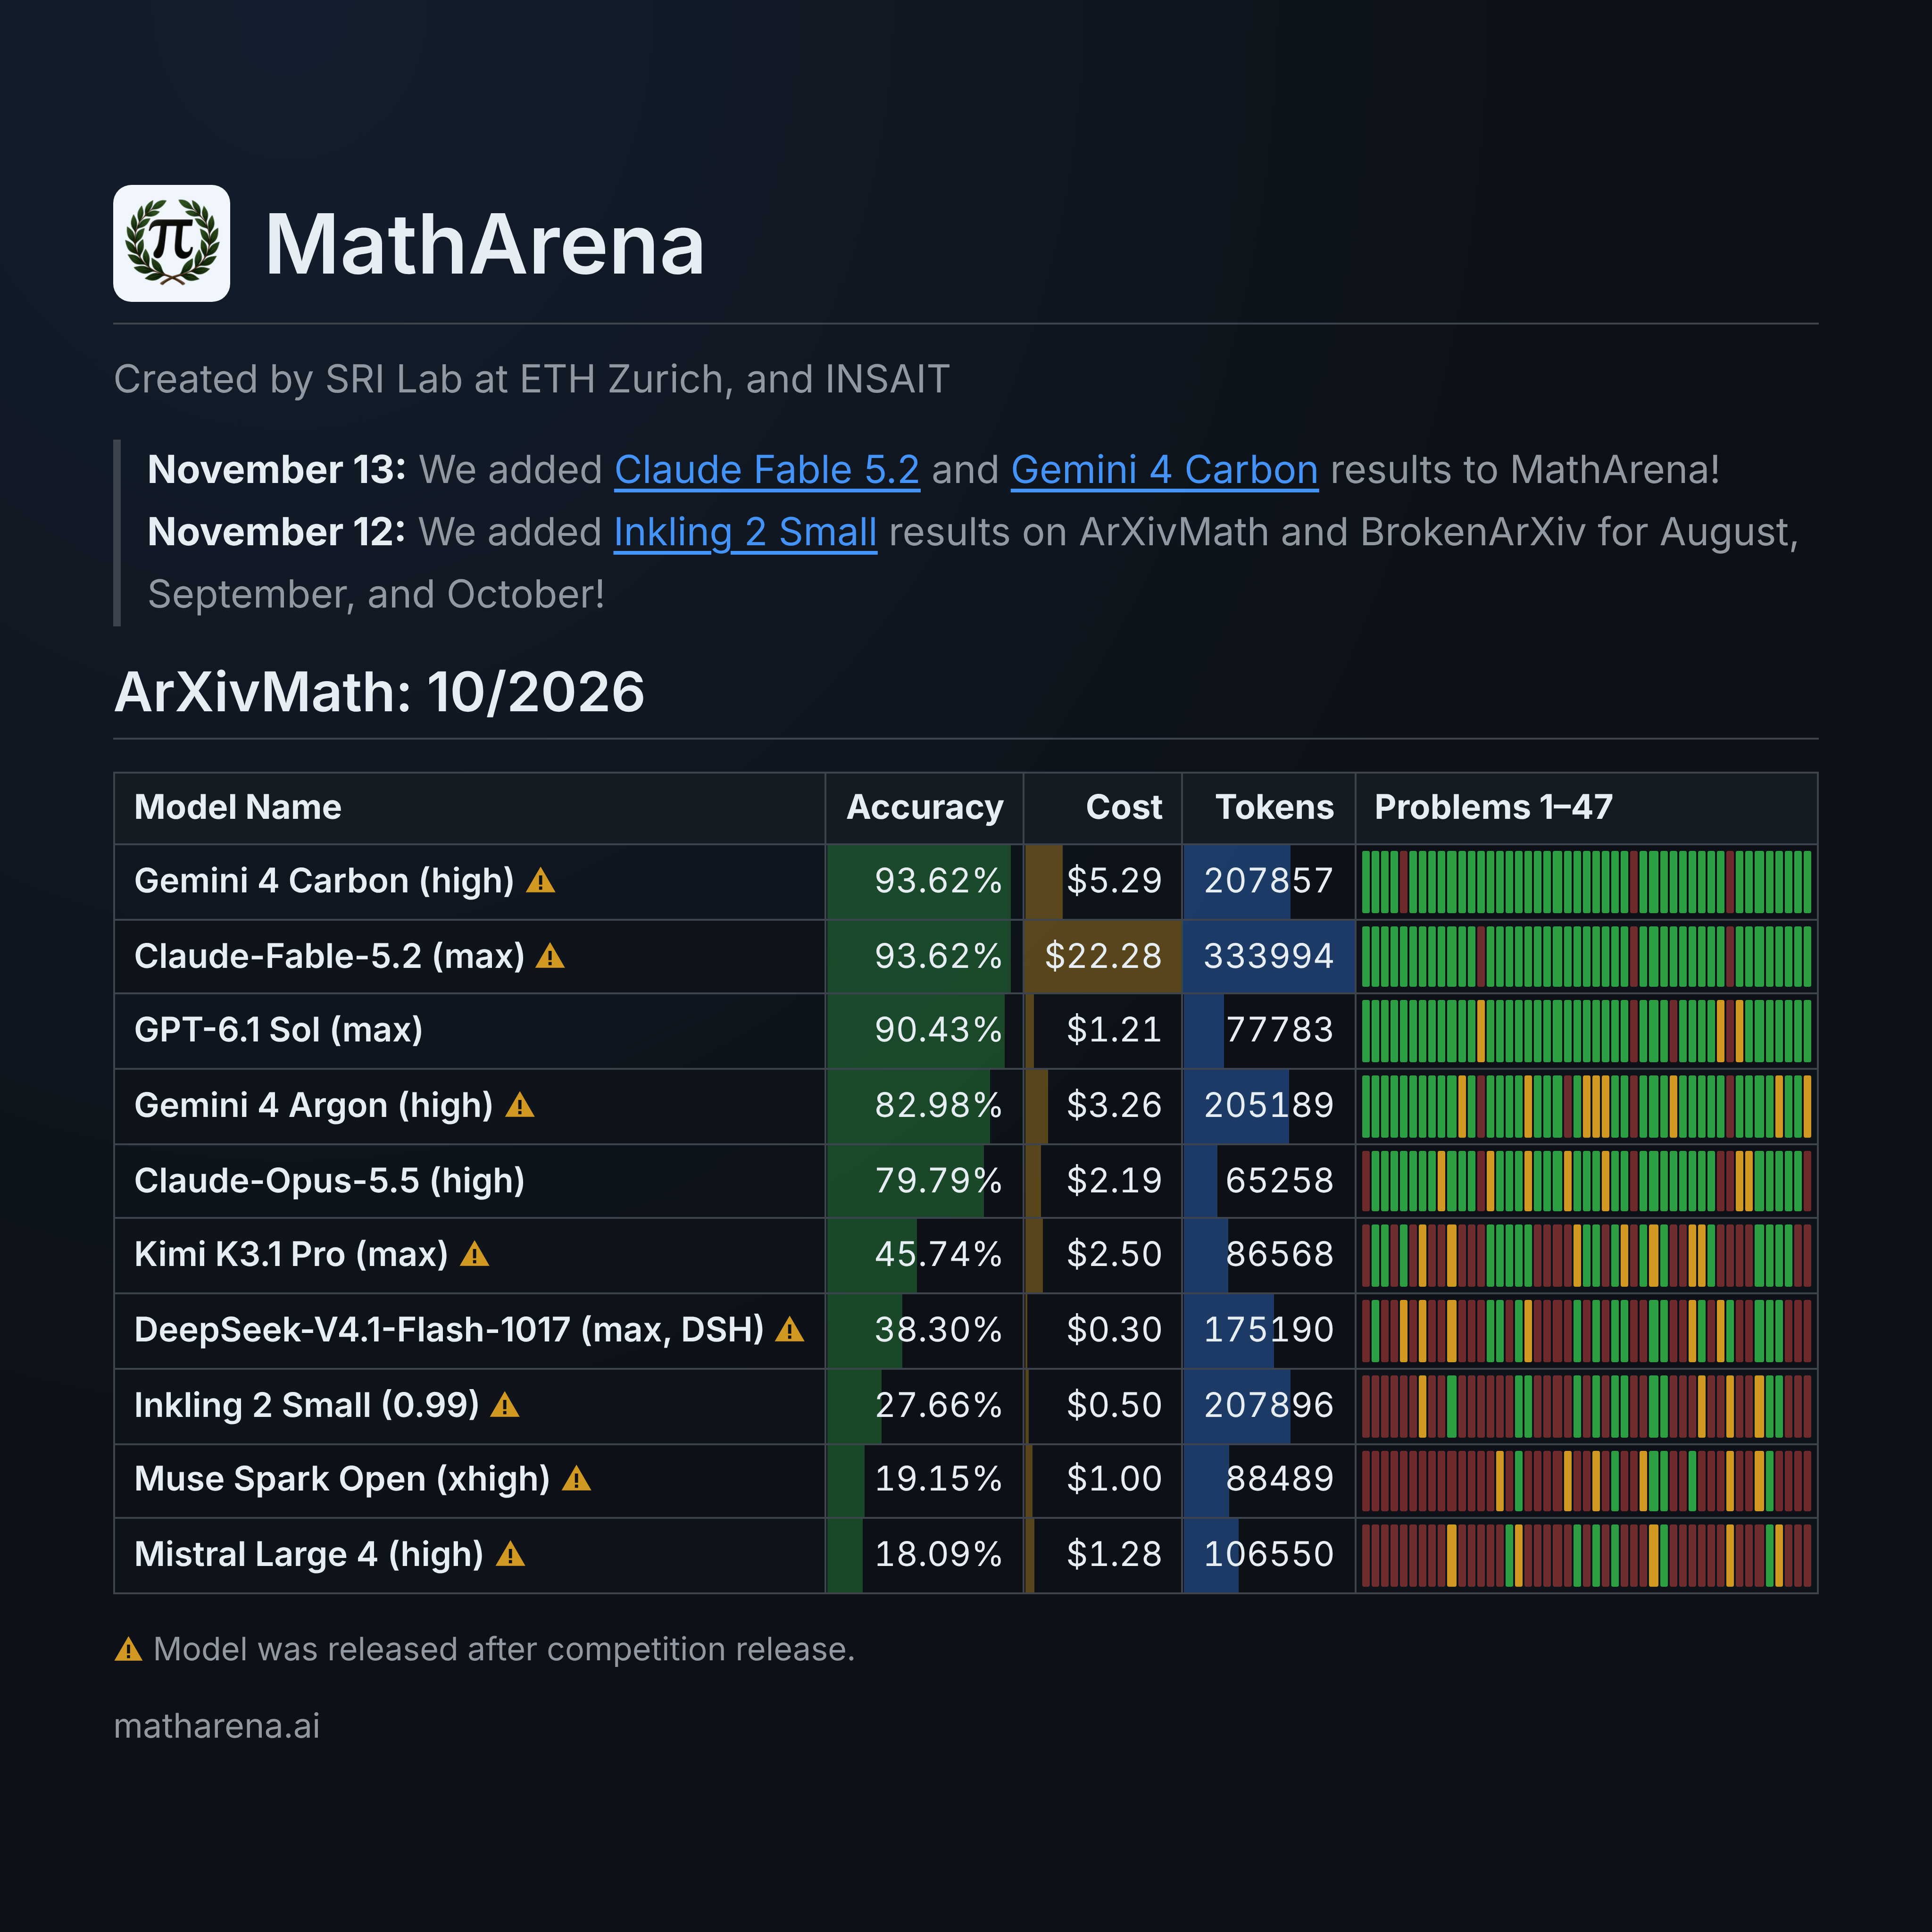 π
MathArena
Created by SRI Lab at ETH Zurich, and INSAIT
November 13: We added Claude Fable 5.2 and Gemini 4 Carbon results to MathArena!
November 12: We added Inkling 2 Small results on ArXivMath and BrokenArXiv for August,
September, and October!
ArXivMath: 10/2026
Model Name Accuracy Cost Tokens Problems 1–47
Gemini 4 Carbon (high) 93.62% $5.29 207857
Claude-Fable-5.2 (max) 93.62% $22.28 333994
GPT-6.1 Sol (max) 90.43% $1.21 77783
Gemini 4 Argon (high) 82.98% $3.26 205189
Claude-Opus-5.5 (high) 79.79% $2.19 65258
Kimi K3.1 Pro (max) 45.74% $2.50 86568
DeepSeek-V4.1-Flash-1017 (max, DSH) 38.30% $0.30 175190
Inkling 2 Small (0.99) 27.66% $0.50 207896
Muse Spark Open (xhigh) 19.15% $1.00 88489
Mistral Large 4 (high) 18.09% $1.28 106550
Model was released after competition release.
matharena.ai